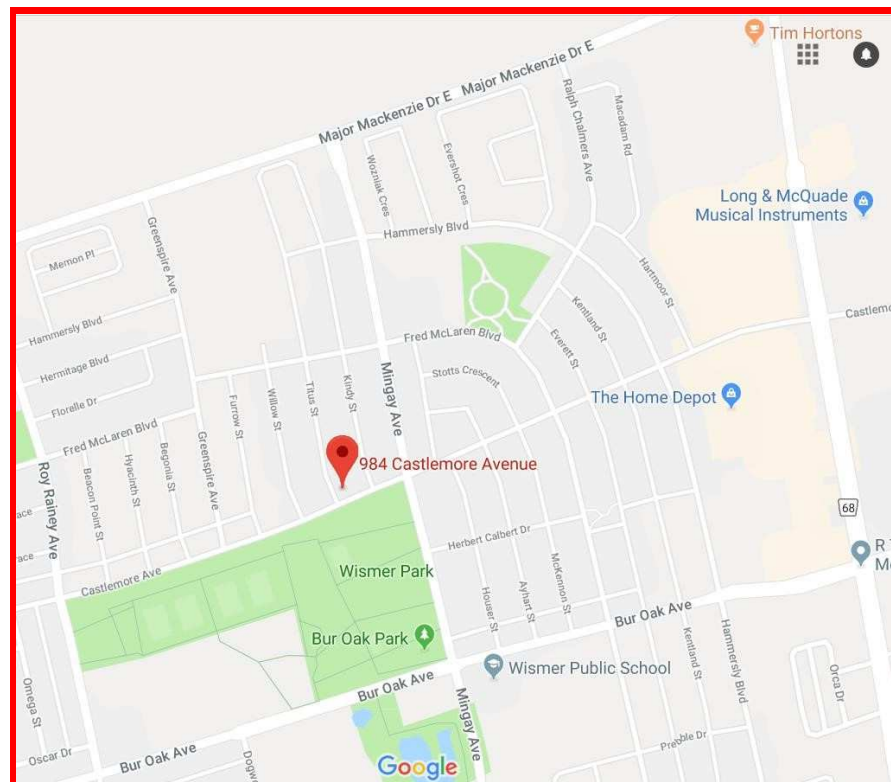 Tim Hortons
Major Mackenzie Dr E
Major Mackenzie Dr E
Ralph Chalmers Ave
Macadam Rd
Wozniak Cres
Evershot Cres
Long & McQuade
Musical Instruments
Greenspire Ave
Memon Pl
Hammersly Blvd
Hartmoor St
Hammersly Blvd
Kentland St
Castlemo
Fred McLaren Blvd
Everett St
Hermitage Blvd
Stotts Crescent
Mingay Ave
Kindy St
Titus St
Willow St
Furrow St
Florelle Dr
The Home Depot
Fred McLaren Blvd
Greenspire Ave
Begonia St
Hyacinth St
Beacon Point St
984 Castlemore Avenue
Roy Rainey Ave
68
ace
race
Herbert Calbert Dr
R
Castlemore Ave
Wismer Park
McKennon St
Ayhart St
Houser St
Bur Oak Ave
Bur Oak Park
Wismer Public School
Kentland St
Hammersly Blvd
Omega St
Bur Oak Ave
Mingay Ave
Orca Dr
Oscar Dr
Bur Oak Ave
Dogw
Prebble Dr
Google